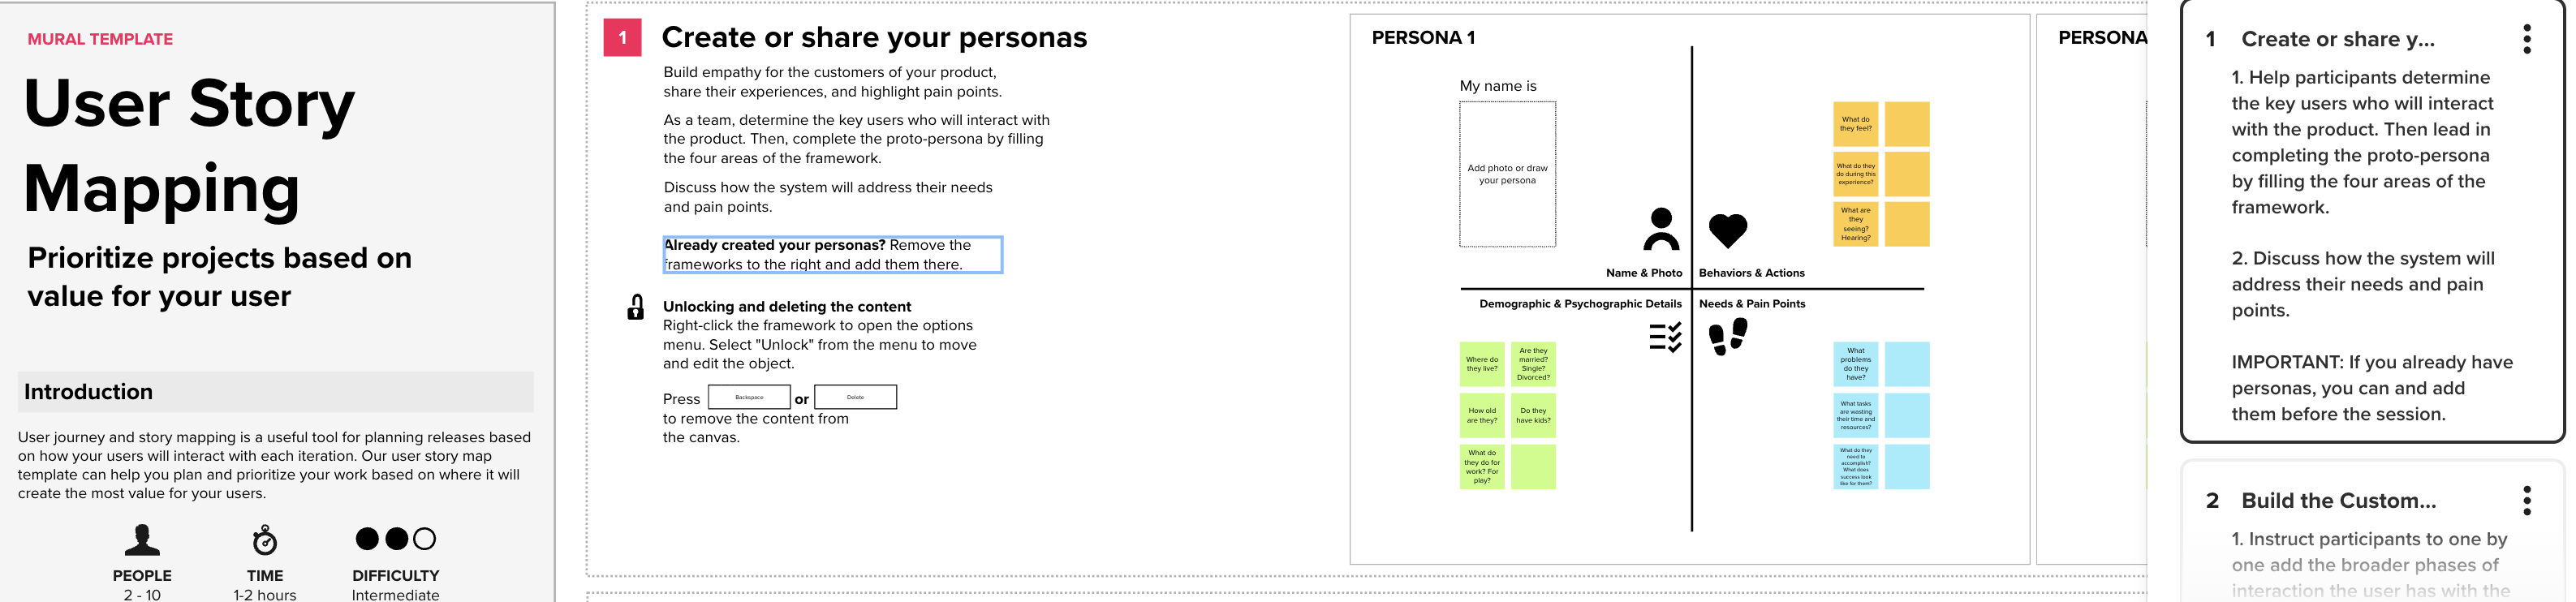 MURAL TEMPLATE
User Story
Mapping
Prioritize projects based on
value for your user
Introduction
User journey and story mapping is a useful tool for planning releases based
on how your users will interact with each iteration. Our user story map
template can help you plan and prioritize your work based on where it will
create the most value for your users.
PEOPLE
2 - 10
TIME
1-2 hours
DIFFICULTY
Intermediate
1
Create or share your personas
Build empathy for the customers of your product,
share their experiences, and highlight pain points.
As a team, determine the key users who will interact with
the product. Then, complete the proto-persona by filling
the four areas of the framework.
Discuss how the system will address their needs
and pain points.
Already created your personas? Remove the
frameworks to the right and add them there.
Unlocking and deleting the content
Right-click the framework to open the options
menu. Select "Unlock" from the menu to move
and edit the object.
Press Backspace or Delete
to remove the content from
the canvas.
PERSONA 1
My name is
Add photo or draw
your persona
Name & Photo
What do
they feel?
What do they
do during this
experience?
What are
they
seeing?
Hearing?
Behaviors & Actions
Demographic & Psychographic Details
Where do
they live?
Are they
married?
Single?
Divorced?
How old
are they?
Do they
have kids?
What do
they do for
work? For
play?
Needs & Pain Points
What
problems
do they
have?
What tasks
are wasting
their time and
resources?
What do they
need to
accomplish?
What does
success look
like for them?
PERSONA
1 Create or share y...
1. Help participants determine
the key users who will interact
with the product. Then lead in
completing the proto-persona
by filling the four areas of the
framework.
2. Discuss how the system will
address their needs and pain
points.
IMPORTANT: If you already have
personas, you can and add
them before the session.
2 Build the Custom...
1. Instruct participants to one by
one add the broader phases of
interaction the user has with the